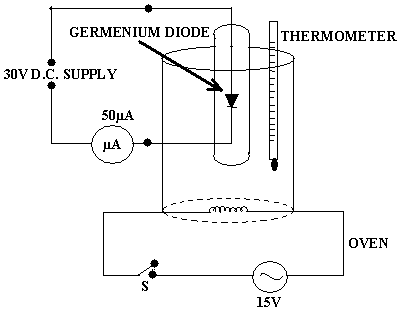 GERMENIUM DIODE
THERMOMETER
30V D.C. SUPPLY
50µA
µA
OVEN
S
15V